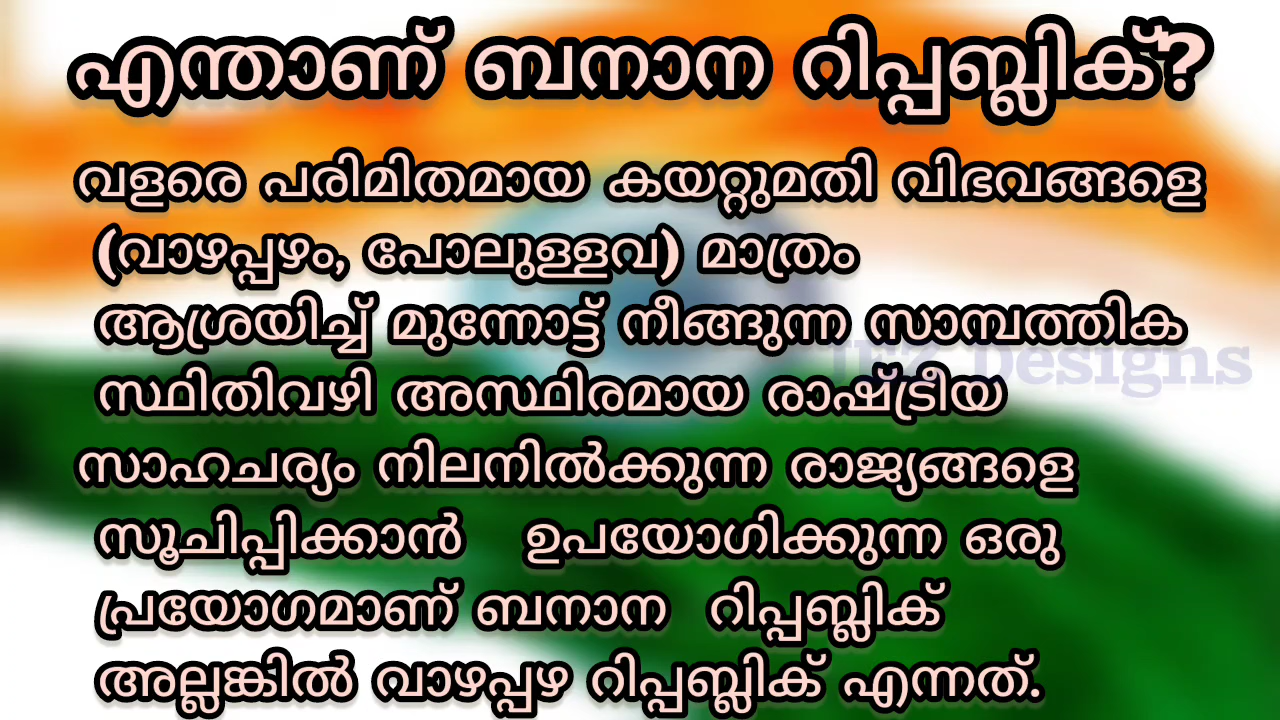 എന്താണ് ബനാന റിപ്പബ്ലിക്?
വളരെ പരിമിതമായ കയറ്റുമതി വിഭവങ്ങളെ
(വാഴപ്പഴം, പോലുള്ളവ) മാത്രം
ആശ്രയിച്ച് മുന്നോട്ട് നീങ്ങുന്ന സാമ്പത്തിക
സ്ഥിതിവഴി അസ്ഥിരമായ രാഷ്ട്രീയ
സാഹചര്യം നിലനിൽക്കുന്ന രാജ്യങ്ങളെ
സൂചിപ്പിക്കാൻ ഉപയോഗിക്കുന്ന ഒരു
പ്രയോഗമാണ് ബനാന റിപ്പബ്ലിക്
അല്ലങ്കിൽ വാഴപ്പഴ റിപ്പബ്ലിക് എന്നത്.
Designs